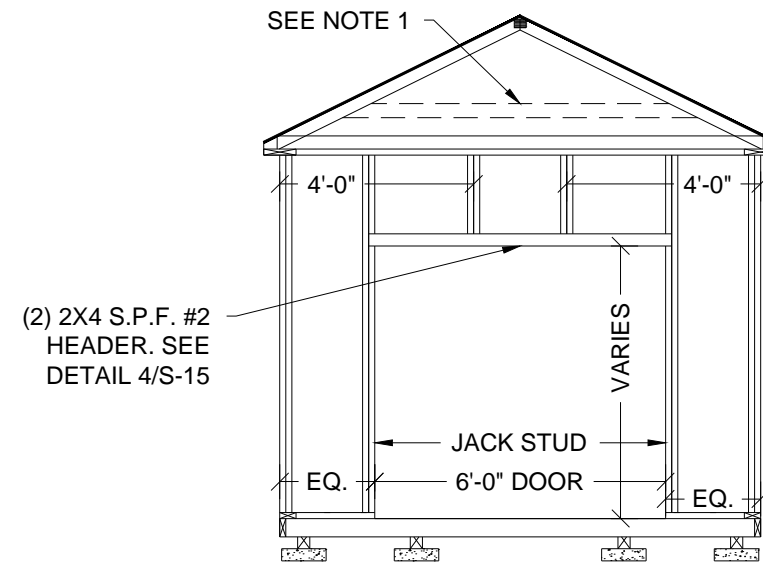 SEE NOTE 1
4'-0"
4'-0"
(2) 2X4 S.P.F. #2
HEADER. SEE
DETAIL 4/S-15
VARIES
JACK STUD
EQ.
6'-0" DOOR
EQ.